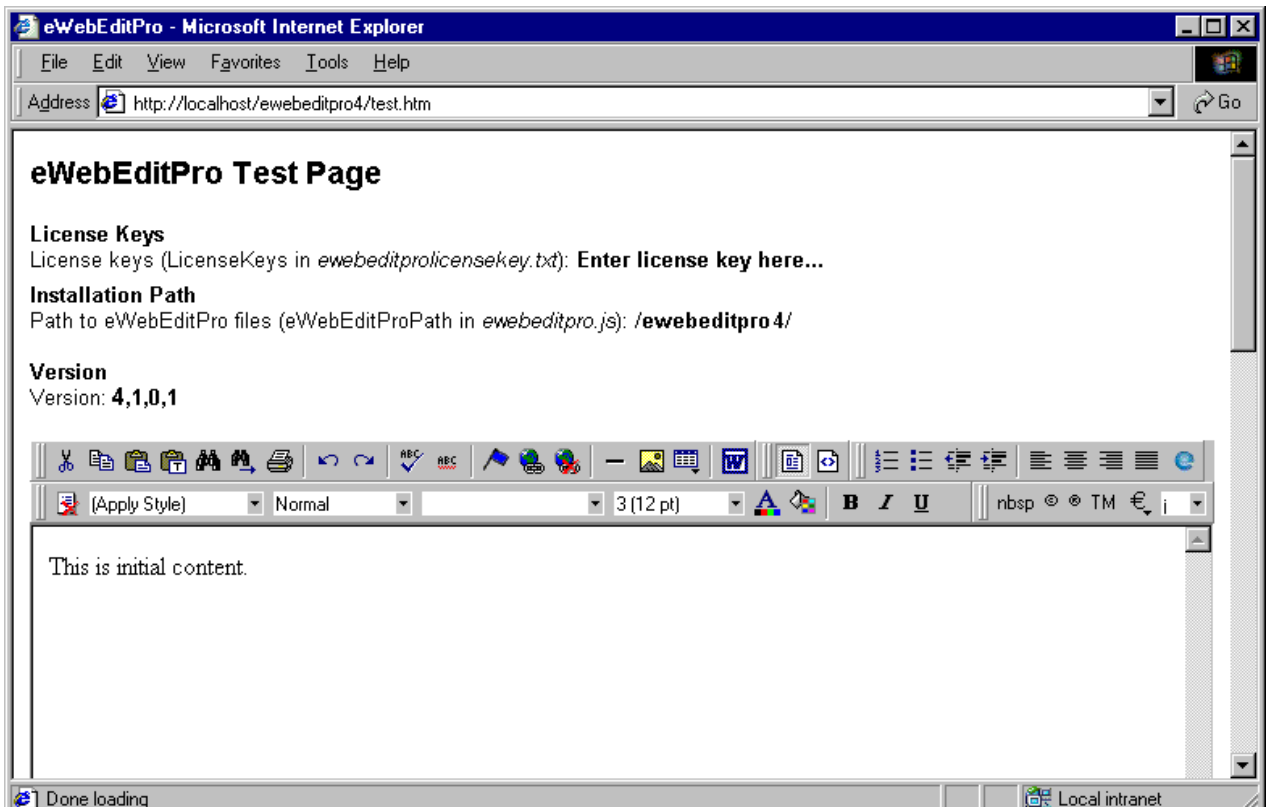 eWebEditPro - Microsoft Internet Explorer
File Edit View Favorites Tools Help
Address http://localhost/ewebeditpro4/test.htm Go
eWebEditPro Test Page
License Keys
License keys (LicenseKeys in ewebeditprolicensekey.txt): Enter license key here...
Installation Path
Path to eWebEditPro files (eWebEditProPath in ewebeditpro.js): /ewebeditpro4/
Version
Version: 4,1,0,1
ABC ABC W
(Apply Style) Normal 3 (12 pt) A B I U nbsp © ® TM € ¡
This is initial content.
Done loading Local intranet